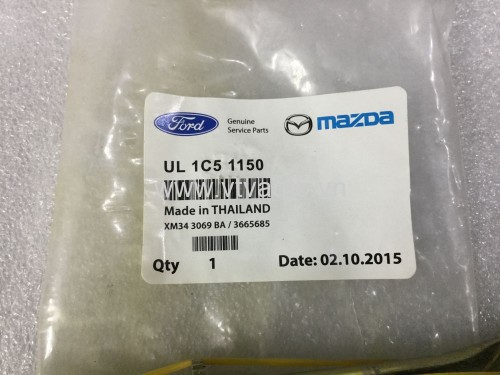 Ford
Genuine
Service Parts
mazda
UL 1C5 1150
Made in THAILAND
XM34 3069 BA / 3665685
Qty 1 Date: 02.10.2015